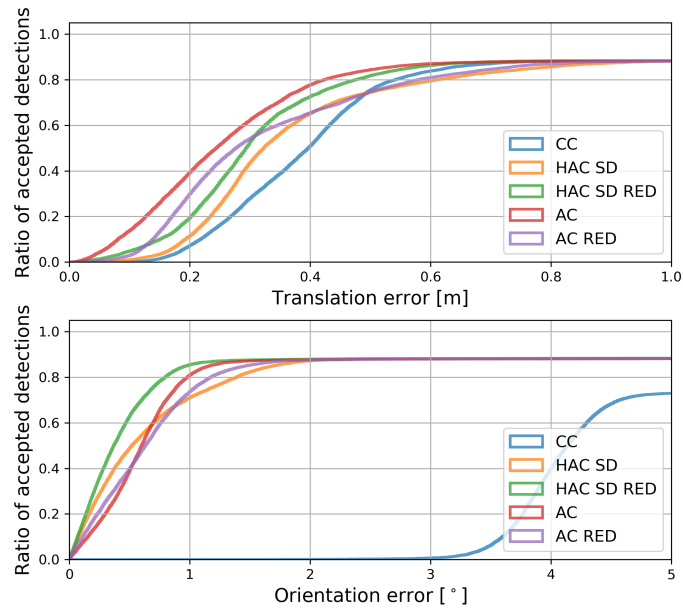 Ratio of accepted detections
1.0
0.8
0.6
0.4
0.2
0.0
CC
HAC SD
HAC SD RED
AC
AC RED
0.0 0.2 0.4 0.6 0.8 1.0
Translation error [m]
Ratio of accepted detections
1.0
0.8
0.6
0.4
0.2
0.0
CC
HAC SD
HAC SD RED
AC
AC RED
0 1 2 3 4 5
Orientation error [°]